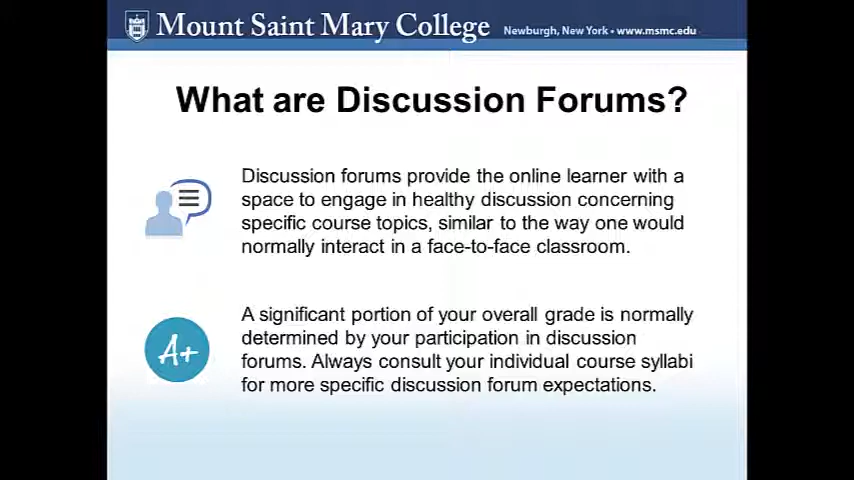 Mount Saint Mary College Newburgh, New York • www.msmc.edu
What are Discussion Forums?
Discussion forums provide the online learner with a
space to engage in healthy discussion concerning
specific course topics, similar to the way one would
normally interact in a face-to-face classroom.
A+
A significant portion of your overall grade is normally
determined by your participation in discussion
forums. Always consult your individual course syllabi
for more specific discussion forum expectations.